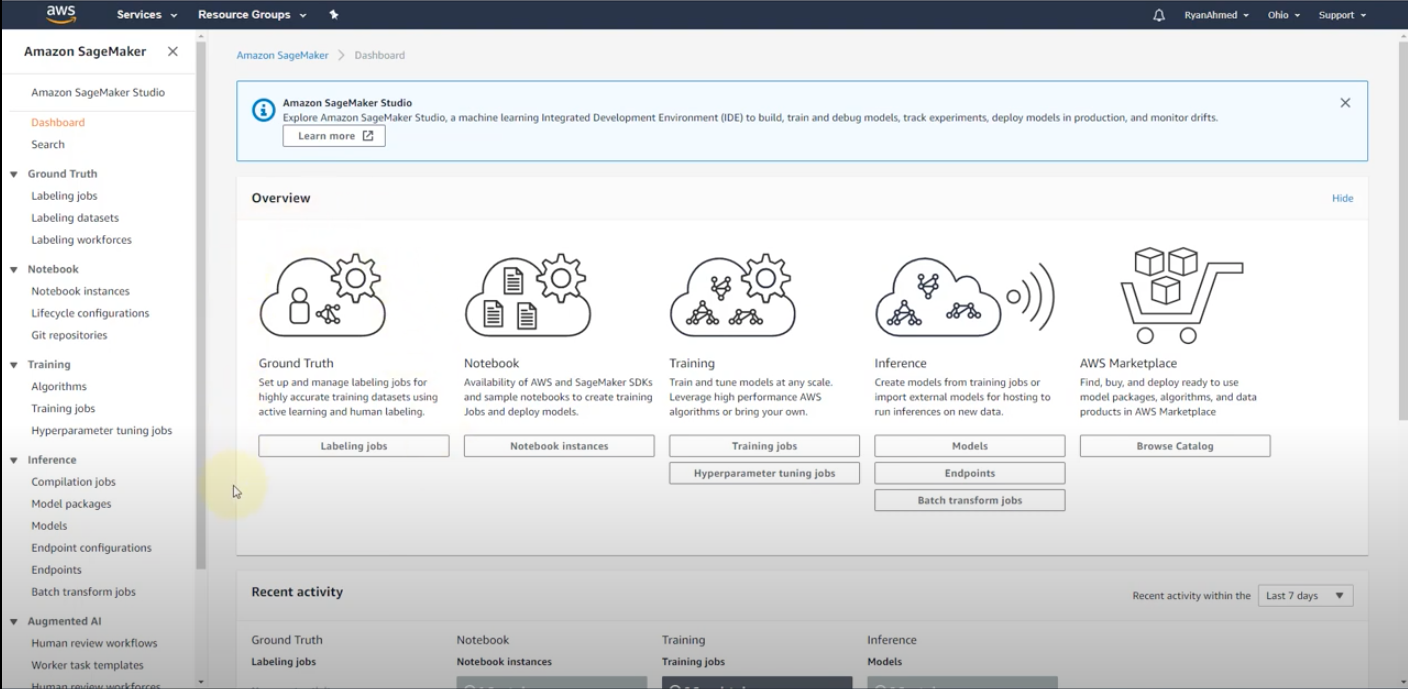 aws
Services
Resource Groups
RyanAhmed
Ohio
Support
Amazon SageMaker
Amazon SageMaker Studio
Dashboard
Search
Ground Truth
Labeling jobs
Labeling datasets
Labeling workforces
Notebook
Notebook instances
Lifecycle configurations
Git repositories
Training
Algorithms
Training jobs
Hyperparameter tuning jobs
Inference
Compilation jobs
Model packages
Models
Endpoint configurations
Endpoints
Batch transform jobs
Augmented AI
Human review workflows
Worker task templates
Human review workforces
Amazon SageMaker > Dashboard
Amazon SageMaker Studio
Explore Amazon SageMaker Studio, a machine learning Integrated Development Environment (IDE) to build, train and debug models, track experiments, deploy models in production, and monitor drifts.
Learn more
Overview
Hide
Ground Truth
Set up and manage labeling jobs for
highly accurate training datasets using
active learning and human labeling.
Labeling jobs
Notebook
Availability of AWS and SageMaker SDKs
and sample notebooks to create training
Jobs and deploy models.
Notebook instances
Training
Train and tune models at any scale.
Leverage high performance AWS
algorithms or bring your own.
Training jobs
Hyperparameter tuning jobs
Inference
Create models from training jobs or
import external models for hosting to
run inferences on new data.
Models
Endpoints
Batch transform jobs
AWS Marketplace
Find, buy, and deploy ready to use
model packages, algorithms, and data
products in AWS Marketplace
Browse Catalog
Recent activity
Recent activity within the
Last 7 days
Ground Truth
Labeling jobs
Notebook
Notebook instances
Training
Training jobs
Inference
Models